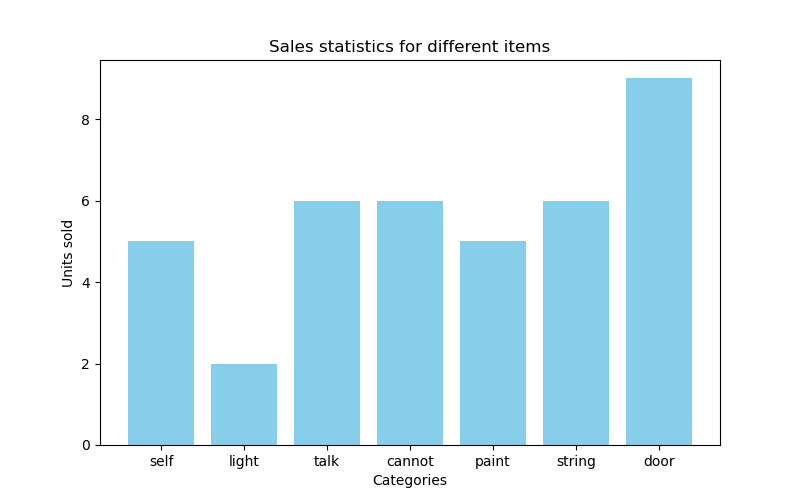 Sales statistics for different items
Units sold
8
6
4
2
0
self light talk cannot paint string door
Categories